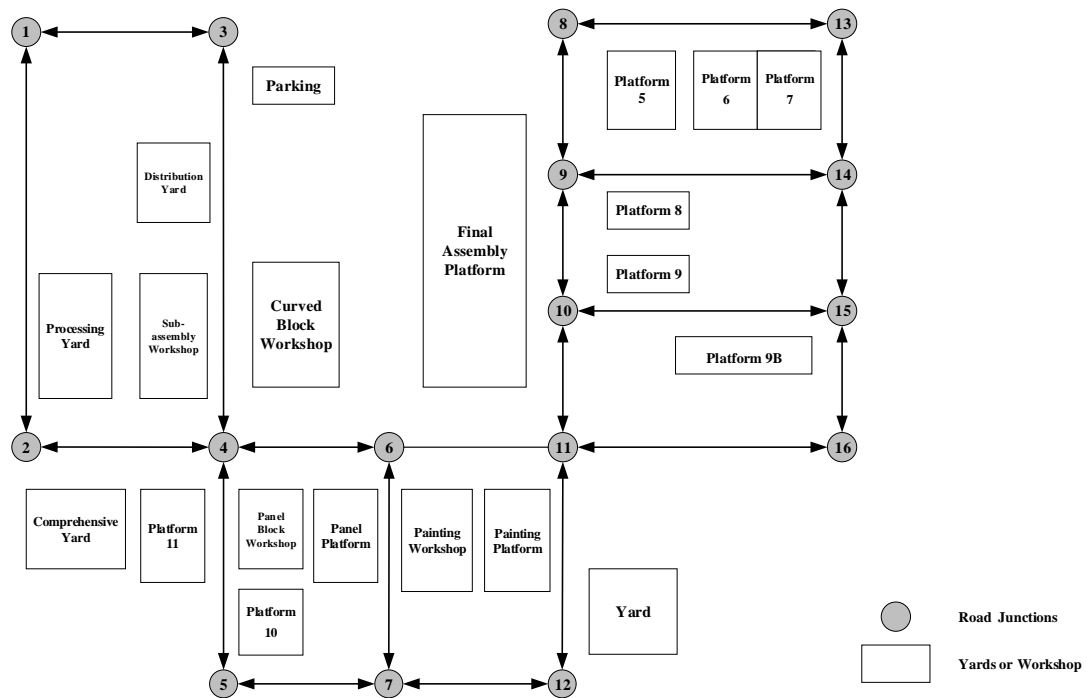 1
3
8
13
Parking
Platform
5
Platform
6
Platform
7
Distribution
Yard
9
14
Platform 8
Final
Assembly
Platform
Platform 9
Processing
Yard
Sub-
assembly
Workshop
Curved
Block
Workshop
10
15
Platform 9B
2
4
6
11
16
Comprehensive
Yard
Platform
11
Panel
Block
Workshop
Panel
Platform
Painting
Workshop
Painting
Platform
Platform
10
Yard
Road Junctions
5
7
12
Yards or Workshop